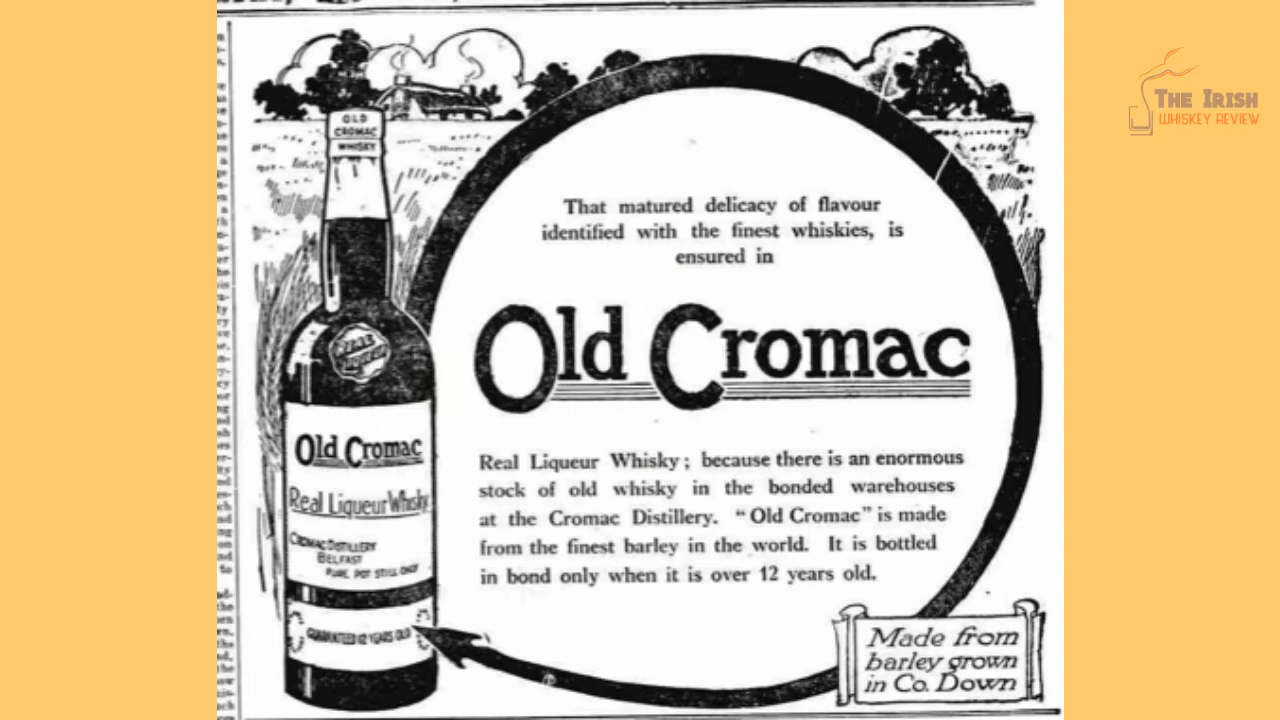 THE IRISH
WHISKEY REVIEW
OLD
CROMAC
WHISKY
That matured delicacy of flavour
identified with the finest whiskies, is
ensured in
Old Cromac
Real Liqueur Whisky; because there is an enormous
stock of old whisky in the bonded warehouses
at the Cromac Distillery. "Old Cromac" is made
from the finest barley in the world. It is bottled
in bond only when it is over 12 years old.
Old Cromac
Real Liqueur Whisky
CROMAC DISTILLERY
BELFAST
PURE POT STILL ONLY
GUARANTEED 12 YEARS OLD
Made from
barley grown
in Co. Down